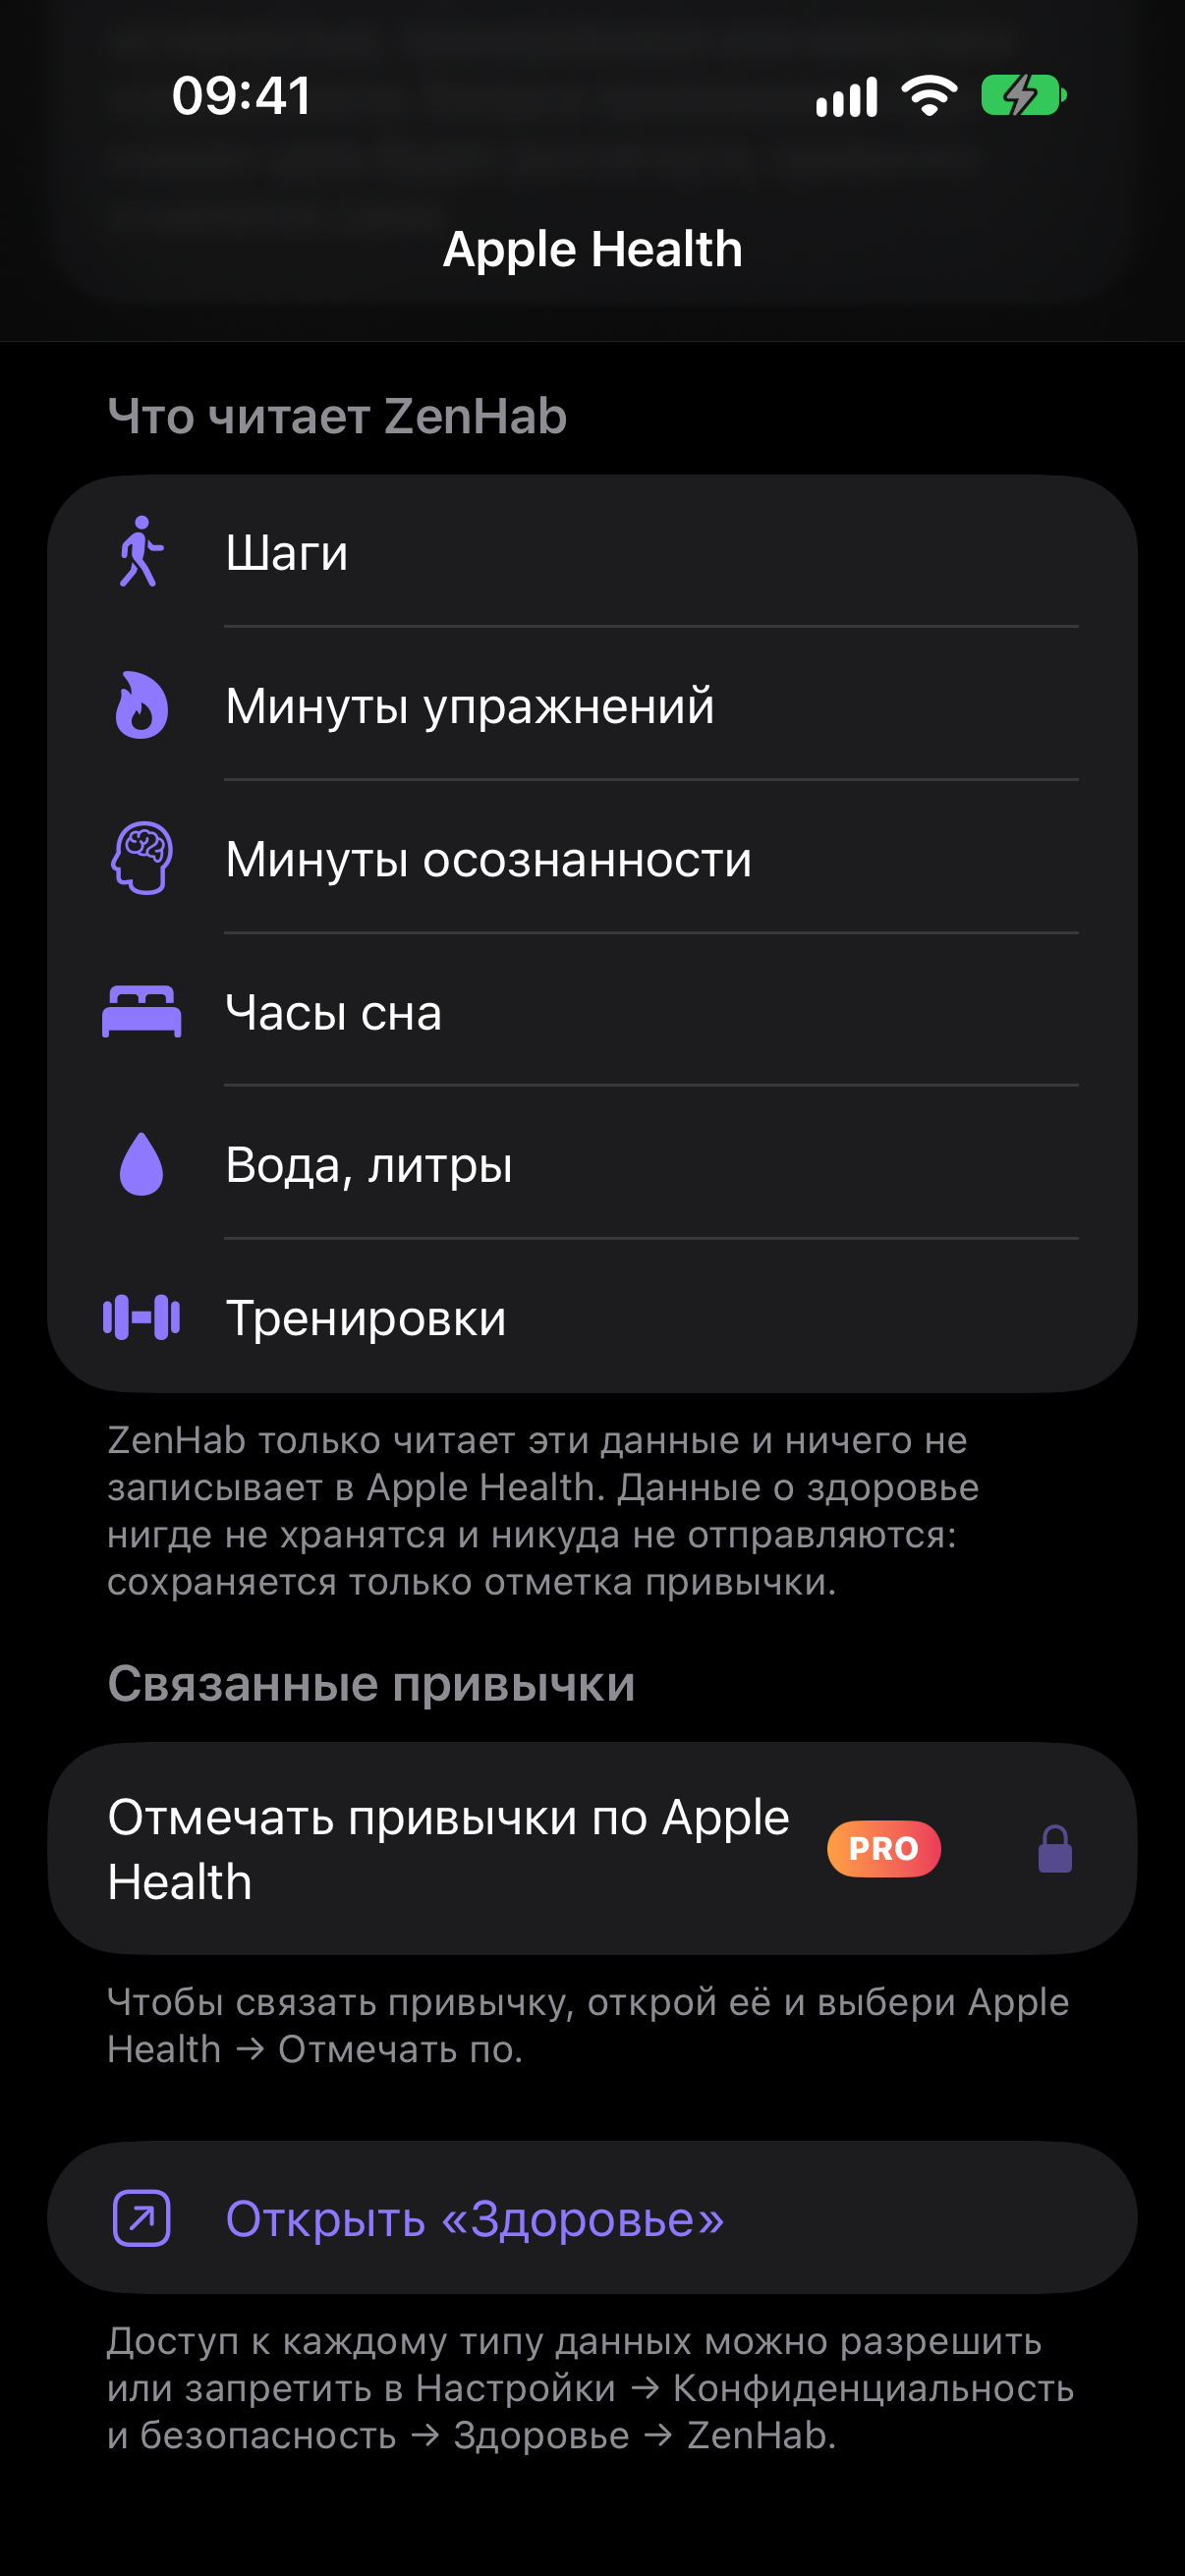 09:41
Apple Health
Что читает ZenHab
Шаги
Минуты упражнений
Минуты осознанности
Часы сна
Вода, литры
Тренировки
ZenHab только читает эти данные и ничего не
записывает в Apple Health. Данные о здоровье
нигде не хранятся и никуда не отправляются:
сохраняется только отметка привычки.
Связанные привычки
Отмечать привычки по Apple
Health
PRO
Чтобы связать привычку, открой её и выбери Apple
Health → Отмечать по.
Открыть «Здоровье»
Доступ к каждому типу данных можно разрешить
или запретить в Настройки → Конфиденциальность
и безопасность → Здоровье → ZenHab.